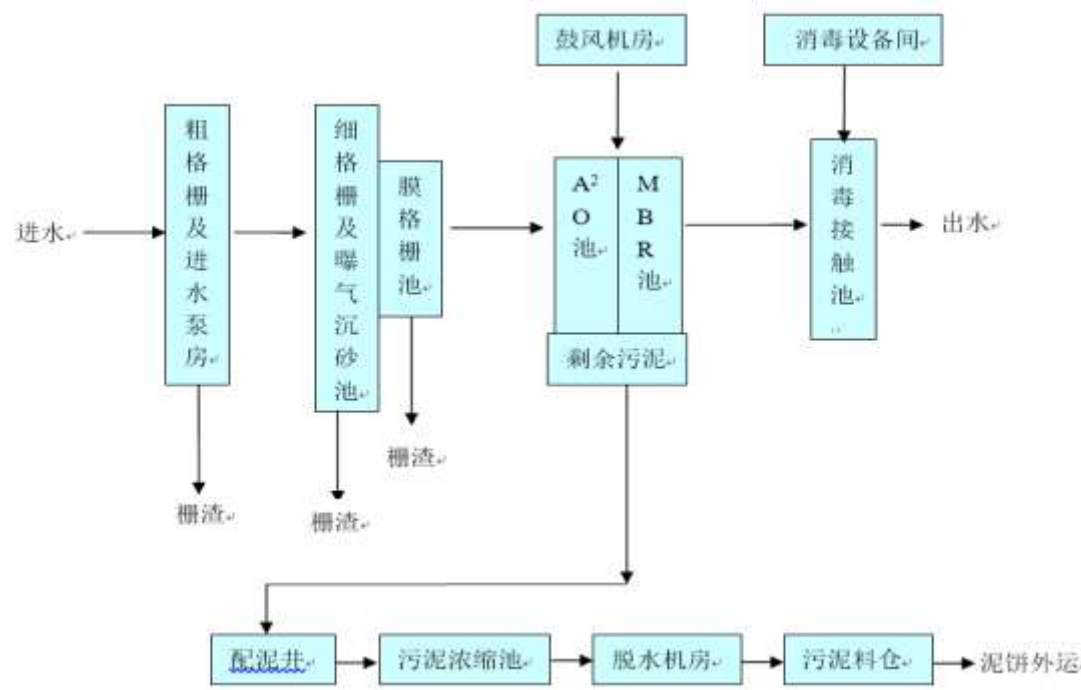 鼓风机房
消毒设备间
进水
粗格栅及进水泵房
细格栅及曝气沉砂池
膜格栅池
A²O池
MBR池
消毒接触池
出水
剩余污泥
栅渣
栅渣
栅渣
配泥井
污泥浓缩池
脱水机房
污泥料仓
泥饼外运